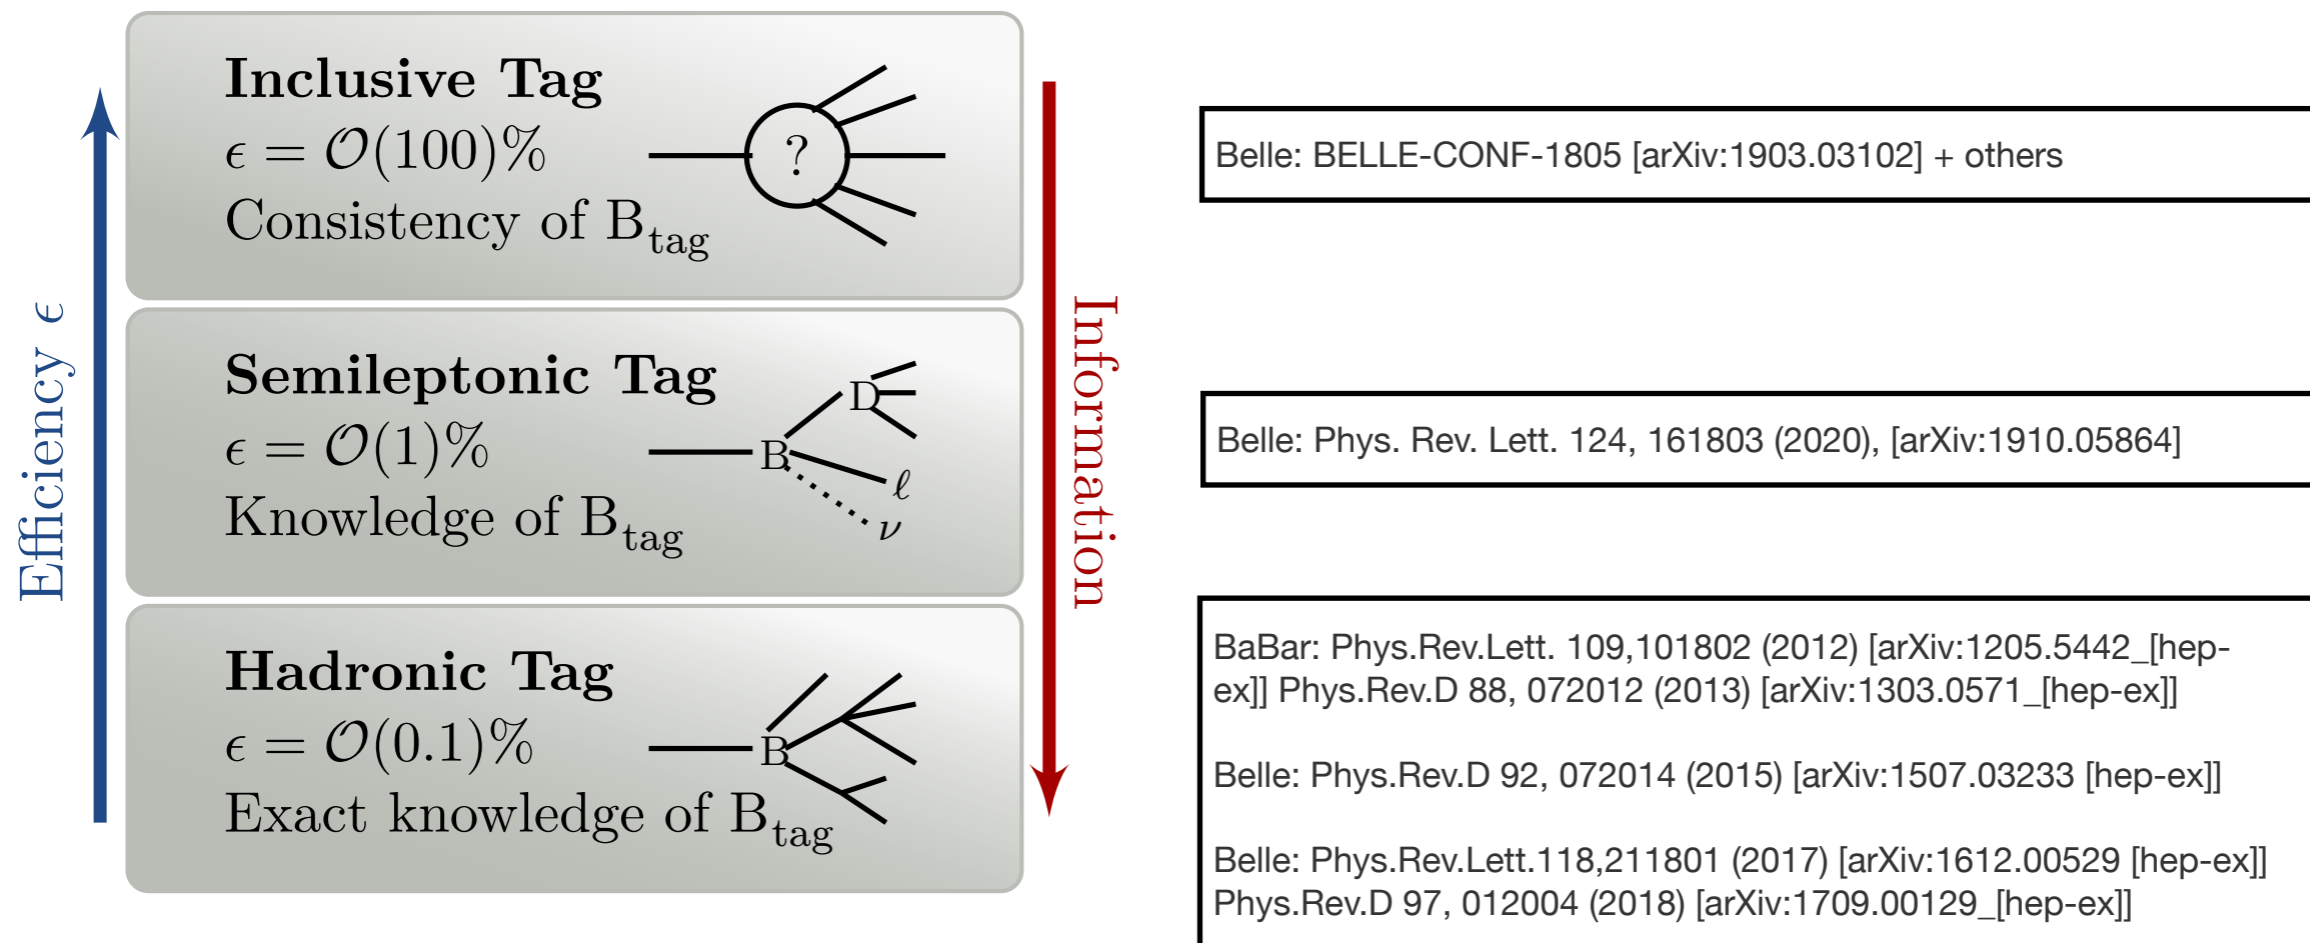 Efficiency ϵ
Inclusive Tag
ϵ = 𝒪(100)%
Consistency of B_tag
?
Semileptonic Tag
ϵ = 𝒪(1)%
Knowledge of B_tag
B
D
ℓ
ν
Hadronic Tag
ϵ = 𝒪(0.1)%
Exact knowledge of B_tag
B
Information
Belle: BELLE-CONF-1805 [arXiv:1903.03102] + others
Belle: Phys. Rev. Lett. 124, 161803 (2020), [arXiv:1910.05864]
BaBar: Phys.Rev.Lett. 109,101802 (2012) [arXiv:1205.5442_[hep-
ex]] Phys.Rev.D 88, 072012 (2013) [arXiv:1303.0571_[hep-ex]]
Belle: Phys.Rev.D 92, 072014 (2015) [arXiv:1507.03233 [hep-ex]]
Belle: Phys.Rev.Lett.118,211801 (2017) [arXiv:1612.00529 [hep-ex]]
Phys.Rev.D 97, 012004 (2018) [arXiv:1709.00129_[hep-ex]]